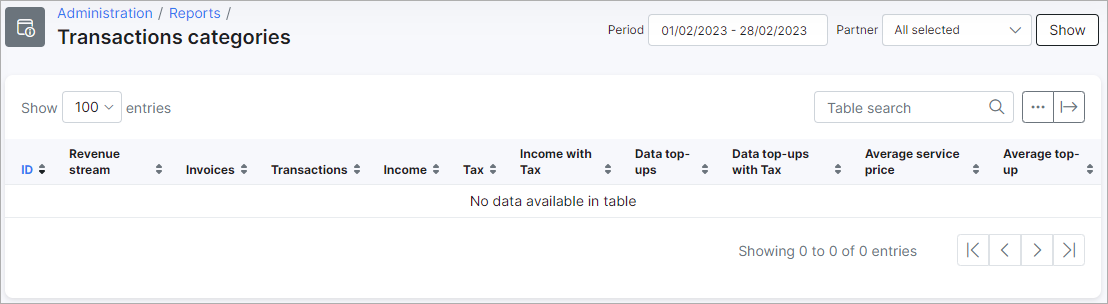 Administration / Reports /
Transactions categories
Period 01/02/2023 - 28/02/2023 Partner All selected Show
Show 100 entries Table search
ID Revenue stream Invoices Transactions Income Tax Income with Tax Data top-ups Data top-ups with Tax Average service price Average top-up
No data available in table
Showing 0 to 0 of 0 entries